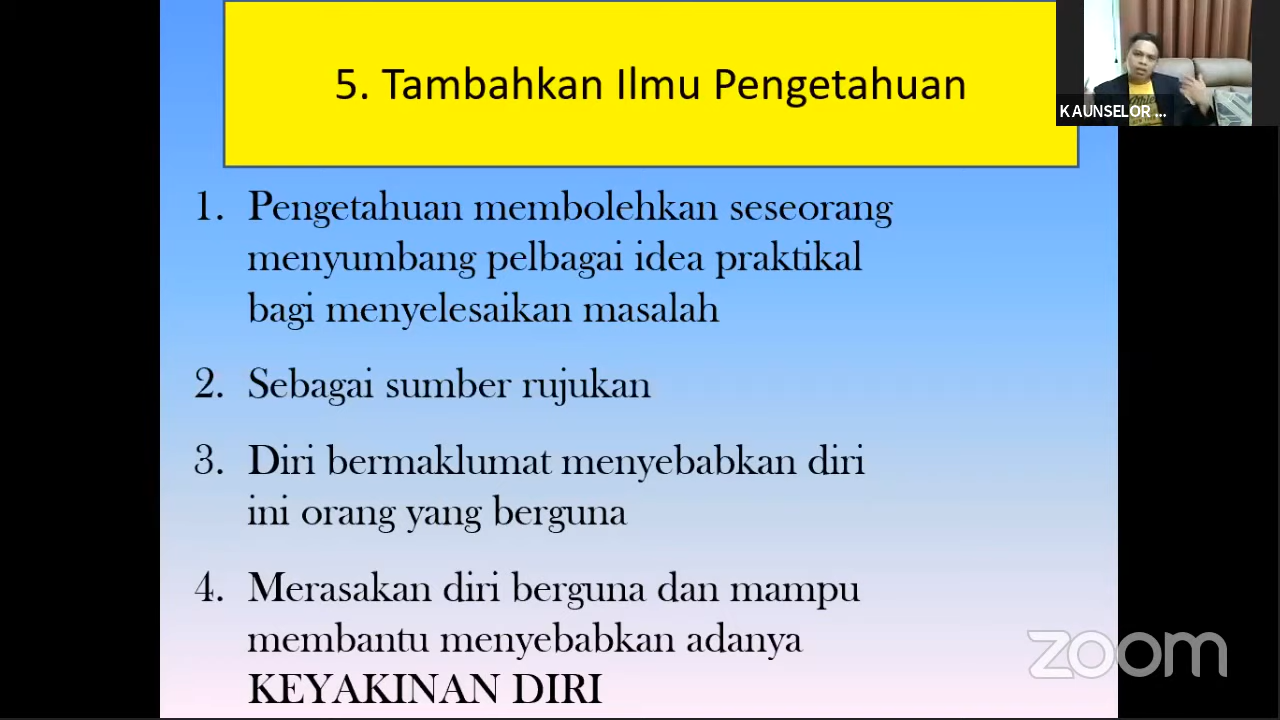 5. Tambahkan Ilmu Pengetahuan
KAUNSELOR ...
1. Pengetahuan membolehkan seseorang
menyumbang pelbagai idea praktikal
bagi menyelesaikan masalah
2. Sebagai sumber rujukan
3. Diri bermaklumat menyebabkan diri
ini orang yang berguna
4. Merasakan diri berguna dan mampu
membantu menyebabkan adanya
KEYAKINAN DIRI
zoom